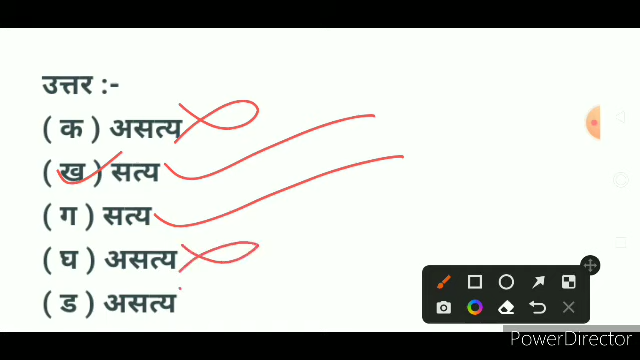 उत्तर :-
( क ) असत्य
( ख ) सत्य
( ग ) सत्य
( घ ) असत्य
( ड ) असत्य
PowerDirector